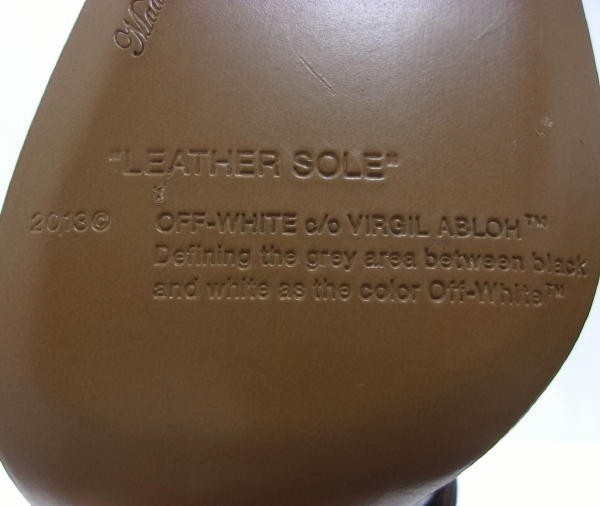 "LEATHER SOLE"
2013© OFF-WHITE c/o VIRGIL ABLOH™
Defining the grey area between black
and white as the color Off-White™